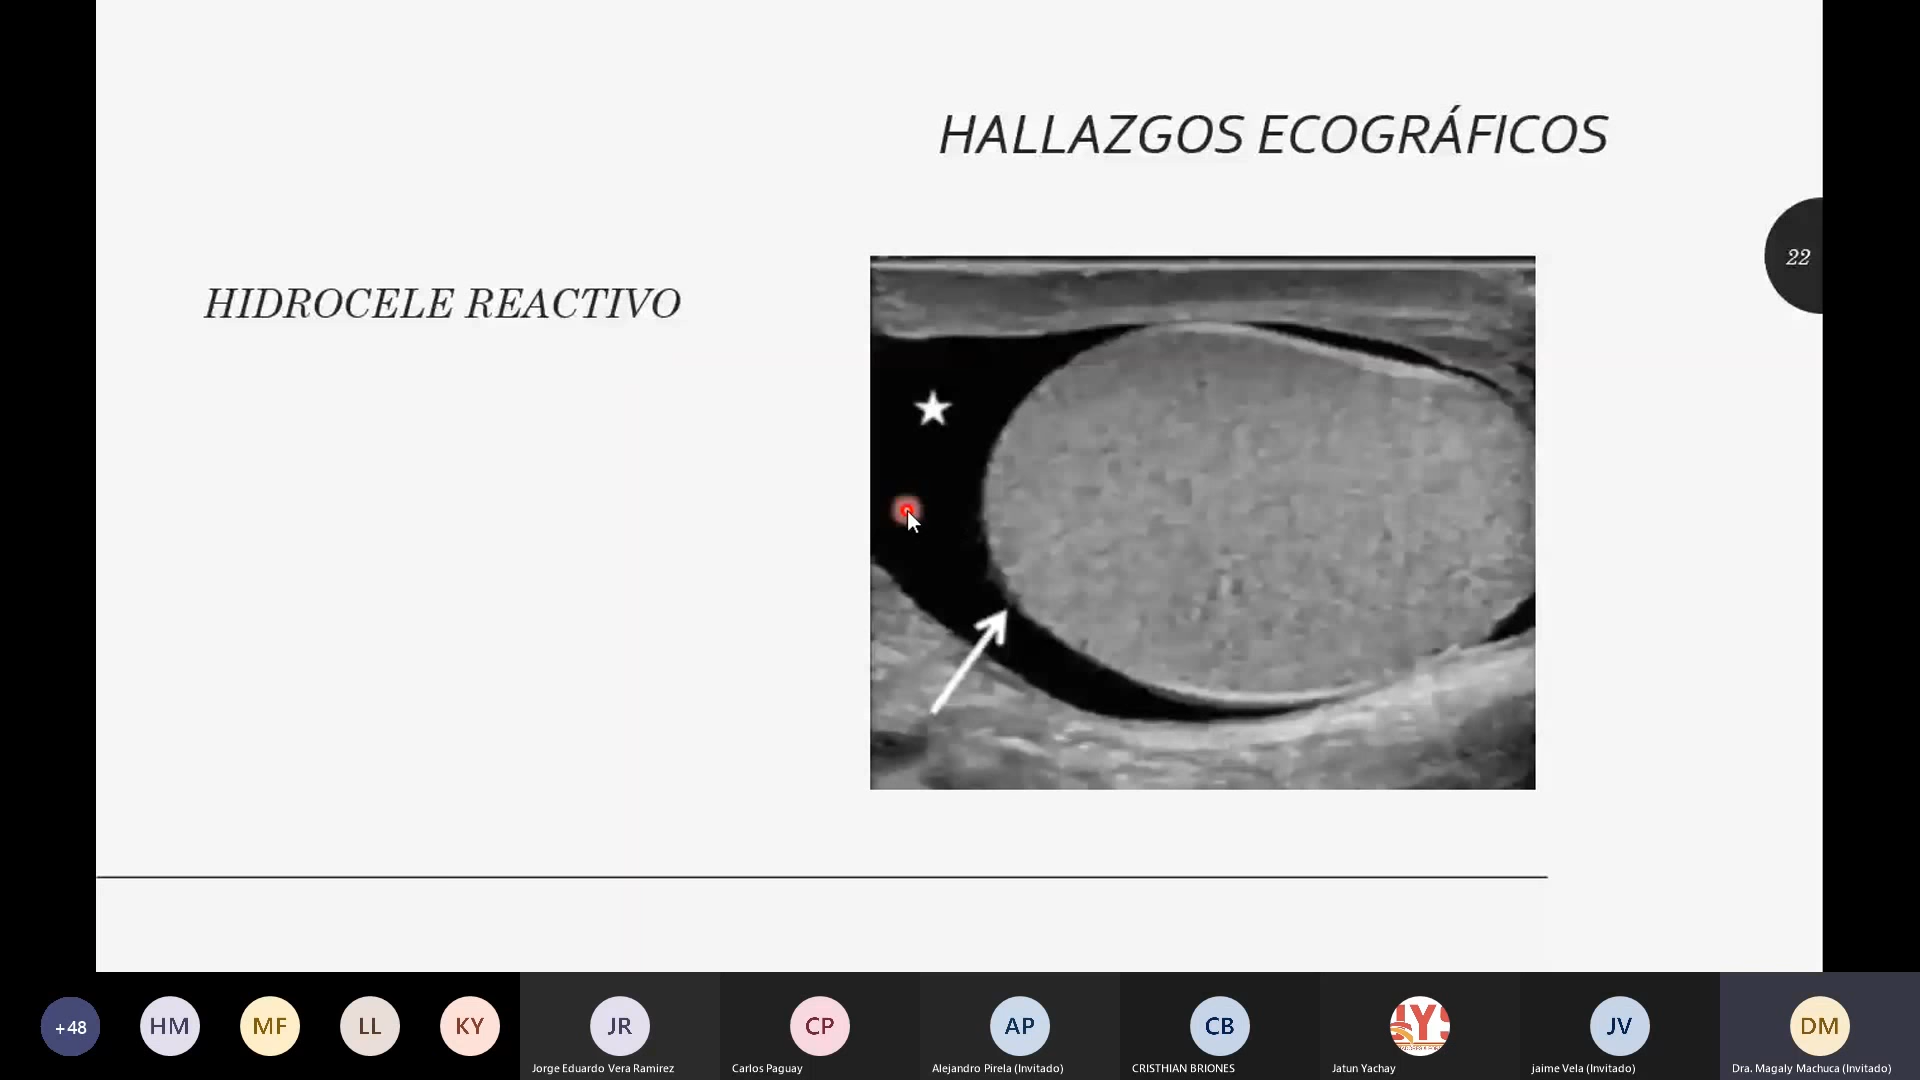 HALLAZGOS ECOGRÁFICOS
22
HIDROCELE REACTIVO
+48
HM
MF
LL
KY
JR
CP
AP
CB
JV
DM
Jorge Eduardo Vera Ramirez
Carlos Paguay
Alejandro Pirela (Invitado)
CRISTHIAN BRIONES
Jatun Yachay
jaime Vela (Invitado)
Dra. Magaly Machuca (Invitado)